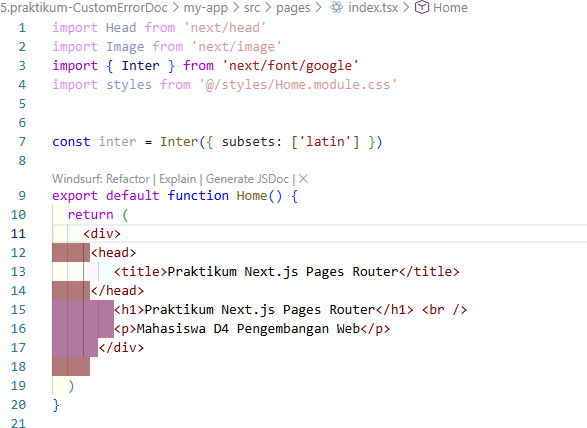 5.praktikum-CustomErrorDoc > my-app > src > pages > index.tsx > Home
1 import Head from 'next/head'
2 import Image from 'next/image'
3 import { Inter } from 'next/font/google'
4 import styles from '@/styles/Home.module.css'
5
6
7 const inter = Inter({ subsets: ['latin'] })
8
Windsurf: Refactor | Explain | Generate JSDoc | ×
9 export default function Home() {
10 return (
11 <div>
12 <head>
13 <title>Praktikum Next.js Pages Router</title>
14 </head>
15 <h1>Praktikum Next.js Pages Router</h1> <br />
16 <p>Mahasiswa D4 Pengembangan Web</p>
17 </div>
18
19 )
20 }
21